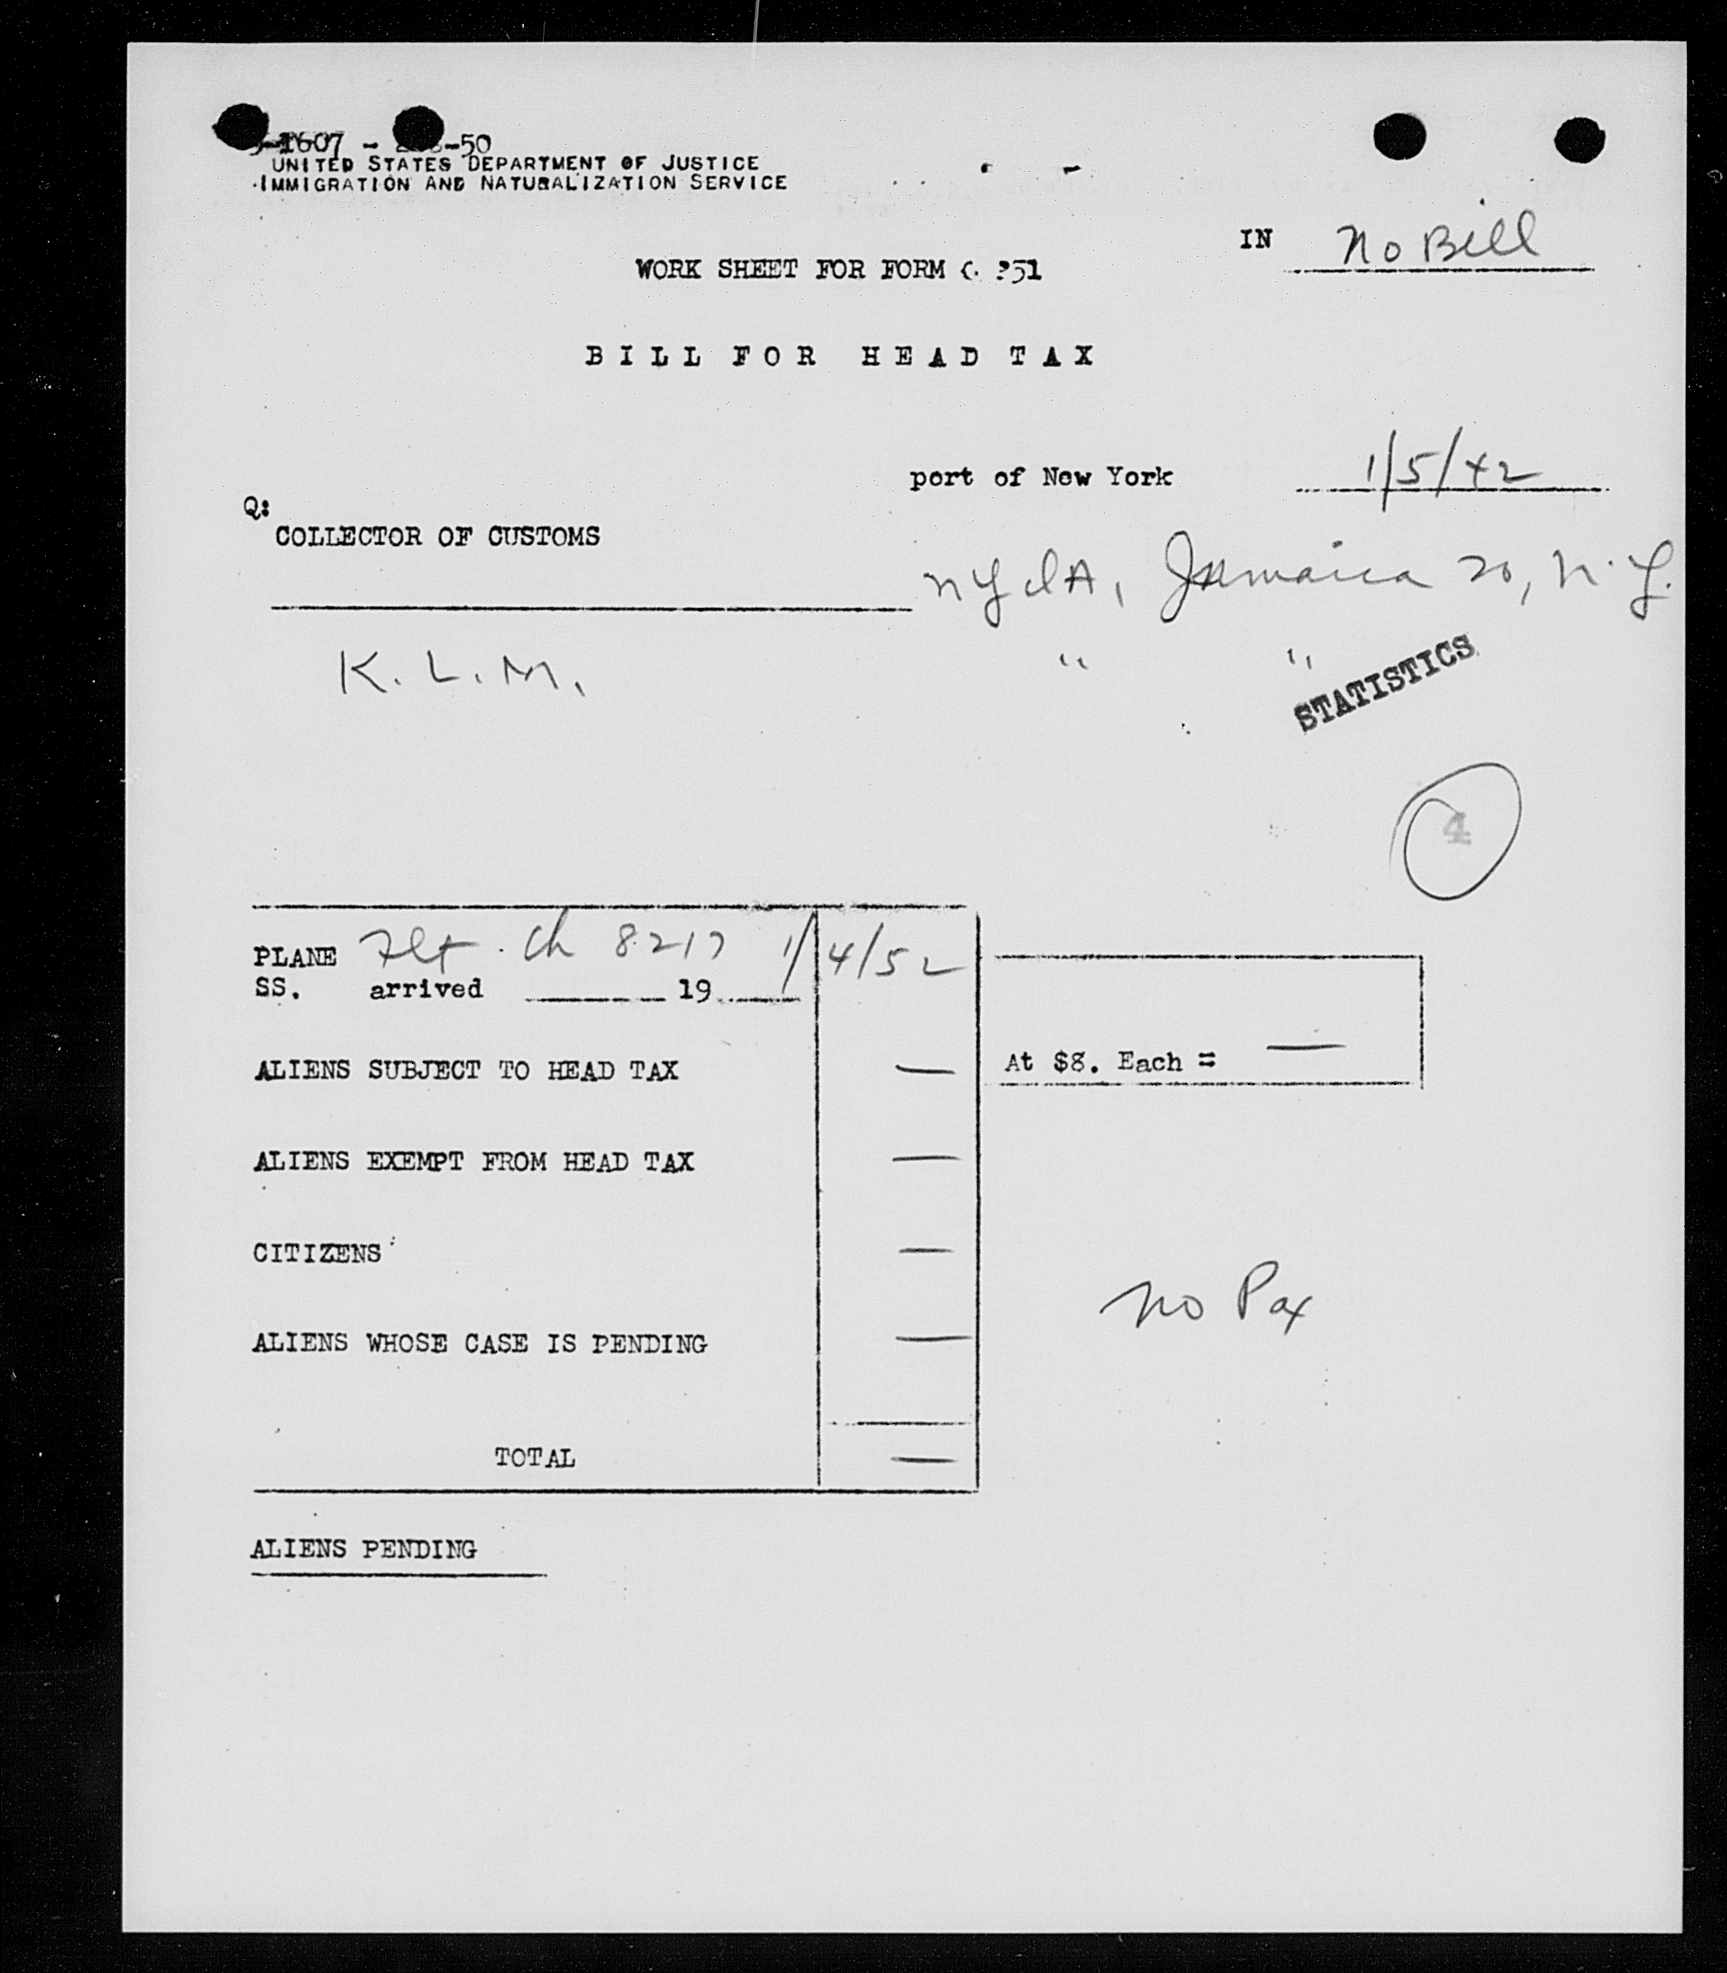 -1607 - -50
UNITED STATES DEPARTMENT OF JUSTICE
IMMIGRATION AND NATURALIZATION SERVICE
IN No Bill
WORK SHEET FOR FORM 51
BILL FOR HEAD TAX
port of New York 1/5/42
Q:
COLLECTOR OF CUSTOMS
NYIA, Jamaica 20, N.Y.
K. L. M. " "
STATISTICS
4
PLANE Flt. Ch 8217 1/4/52
SS. arrived 19
ALIENS SUBJECT TO HEAD TAX —
At $8. Each = —
ALIENS EXEMPT FROM HEAD TAX —
CITIZENS —
No Pax
ALIENS WHOSE CASE IS PENDING —
TOTAL —
ALIENS PENDING